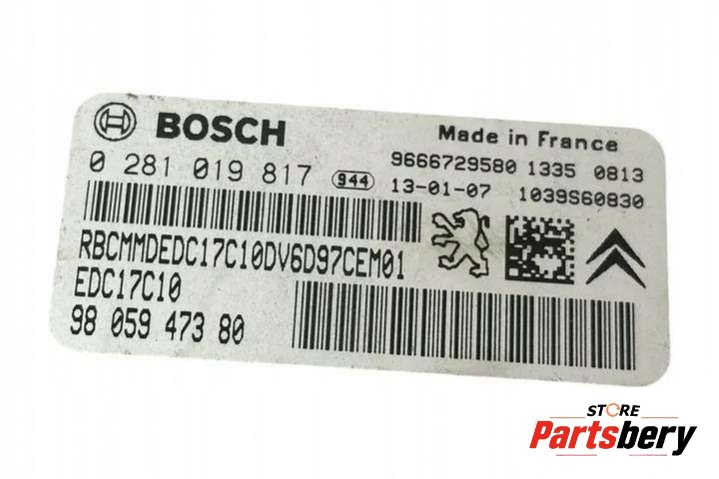 BOSCH
Made in France
0 281 019 817 944
9666729580 1335 0813
13-01-07 1039S60830
RBCMMDEDC17C10DV6D97CEM01
EDC17C10
98 059 473 80
STORE
Partsbery